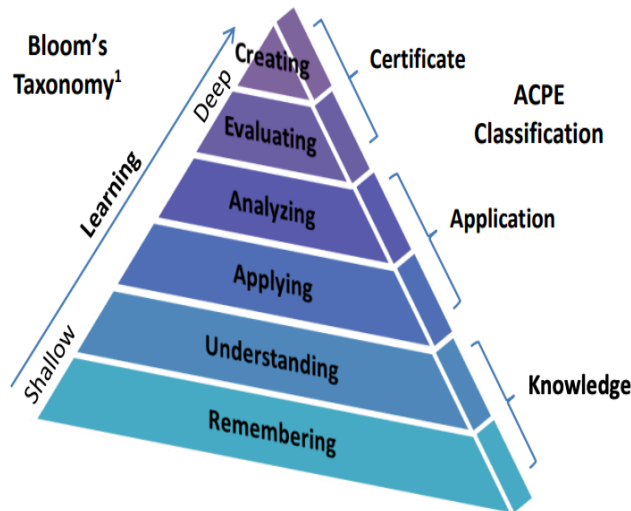 Bloom's
Taxonomy¹
Learning
Shallow
Deep
Creating
Evaluating
Analyzing
Applying
Understanding
Remembering
Certificate
ACPE
Classification
Application
Knowledge